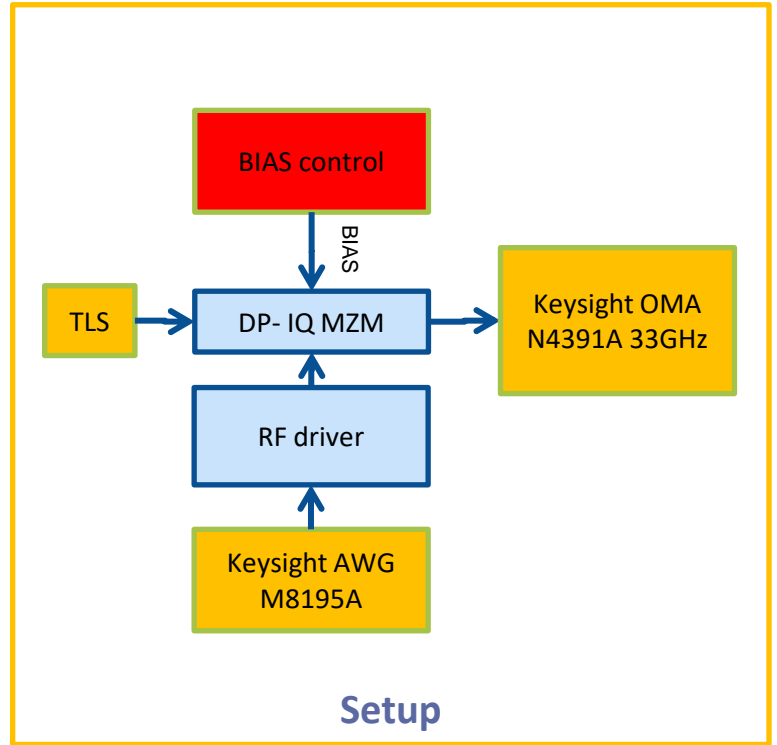 BIAS control
BIAS
TLS
DP- IQ MZM
Keysight OMA
N4391A 33GHz
RF driver
Keysight AWG
M8195A
Setup